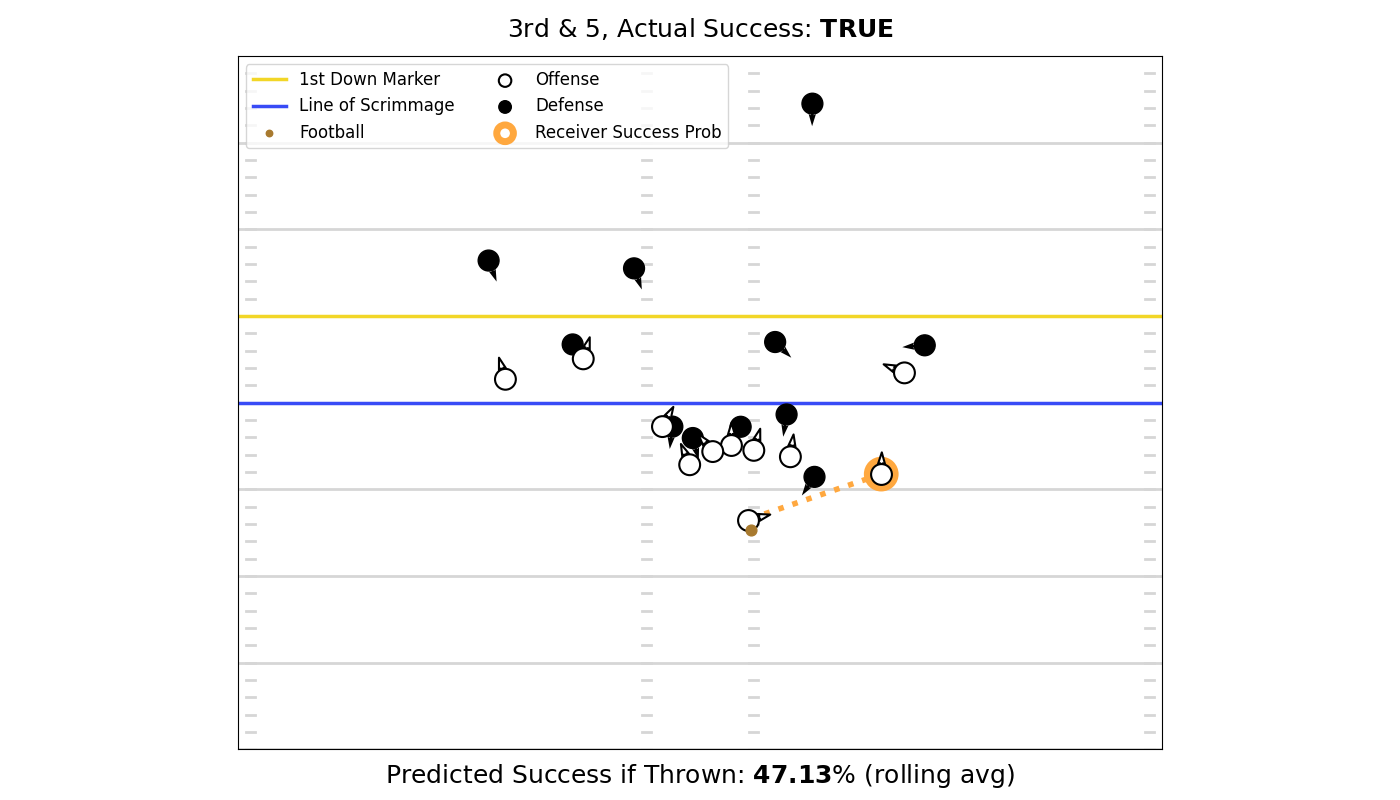 3rd & 5, Actual Success: TRUE
1st Down Marker
Line of Scrimmage
Football
Offense
Defense
Receiver Success Prob
Predicted Success if Thrown: 47.13% (rolling avg)